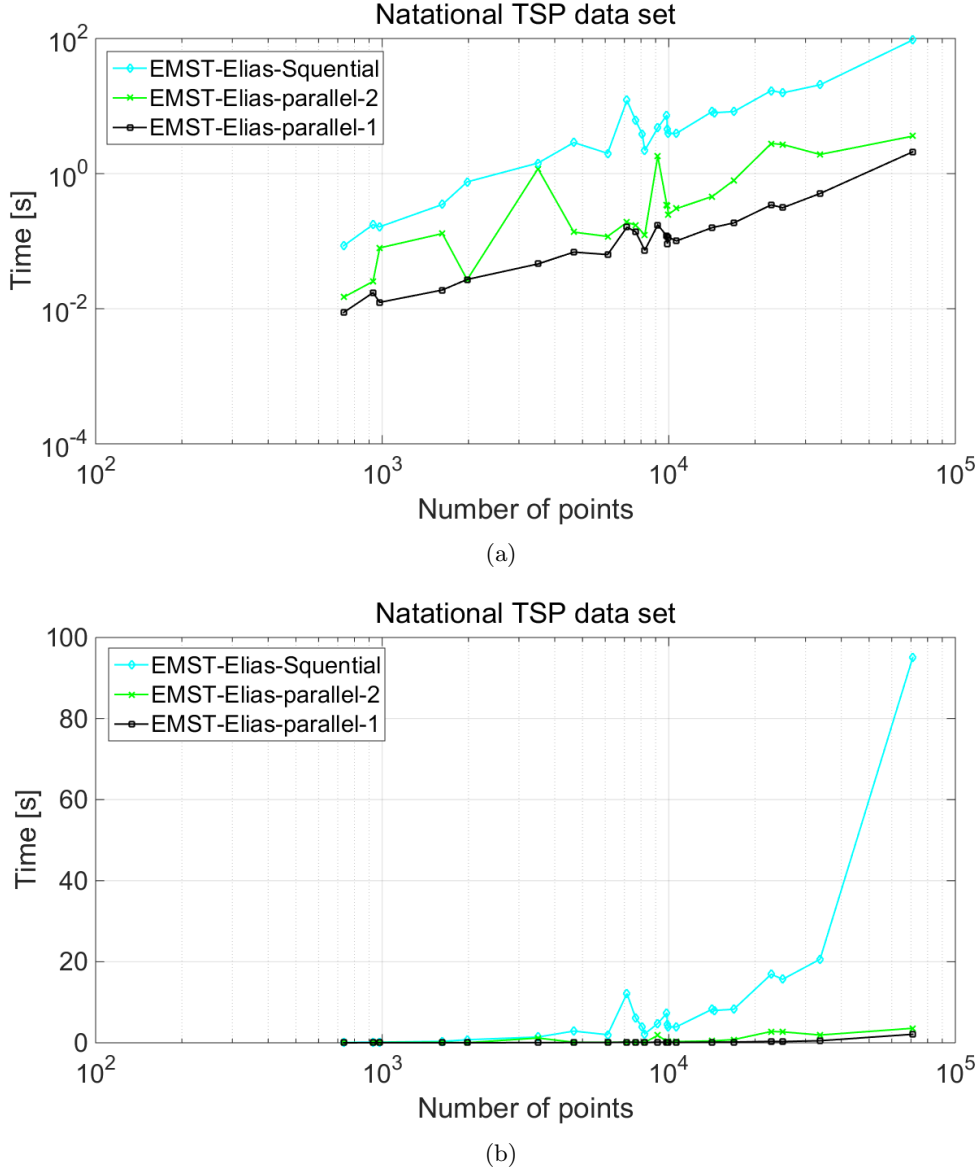 Natational TSP data set
10^2
10^0
10^-2
10^-4
Time [s]
EMST-Elias-Squential
EMST-Elias-parallel-2
EMST-Elias-parallel-1
10^2 10^3 10^4 10^5
Number of points
(a)
Natational TSP data set
100
80
60
40
20
0
Time [s]
EMST-Elias-Squential
EMST-Elias-parallel-2
EMST-Elias-parallel-1
10^2 10^3 10^4 10^5
Number of points
(b)